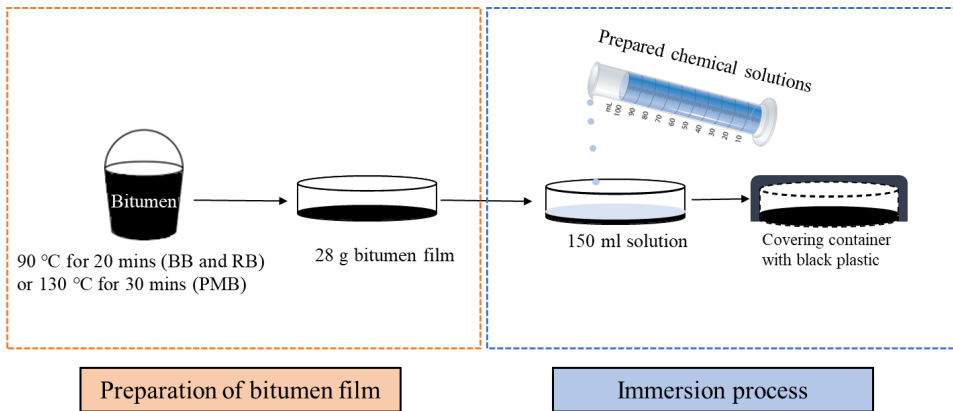 Prepared chemical solutions
mL 100 90 80 70 60 50 40 30 20 10
Bitumen
90 ℃ for 20 mins (BB and RB)
or 130 ℃ for 30 mins (PMB)
28 g bitumen film
150 ml solution
Covering container
with black plastic
Preparation of bitumen film
Immersion process